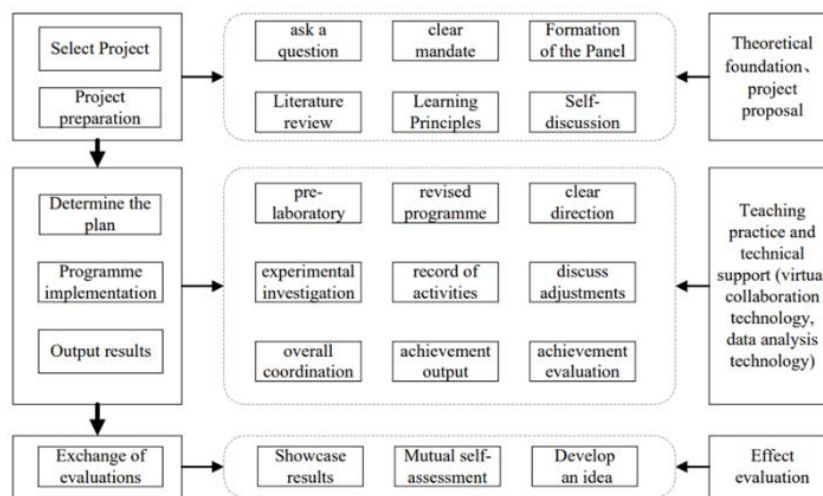 Select Project
Project
preparation
ask a
question
clear
mandate
Formation
of the Panel
Literature
review
Learning
Principles
Self-
discussion
Theoretical
foundation、
project
proposal
Determine the
plan
Programme
implementation
Output results
pre-
laboratory
revised
programme
clear
direction
experimental
investigation
record of
activities
discuss
adjustments
overall
coordination
achievement
output
achievement
evaluation
Teaching
practice and
technical
support (virtua
collaboration
technology,
data analysis
technology)
Exchange of
evaluations
Showcase
results
Mutual self-
assessment
Develop
an idea
Effect
evaluation